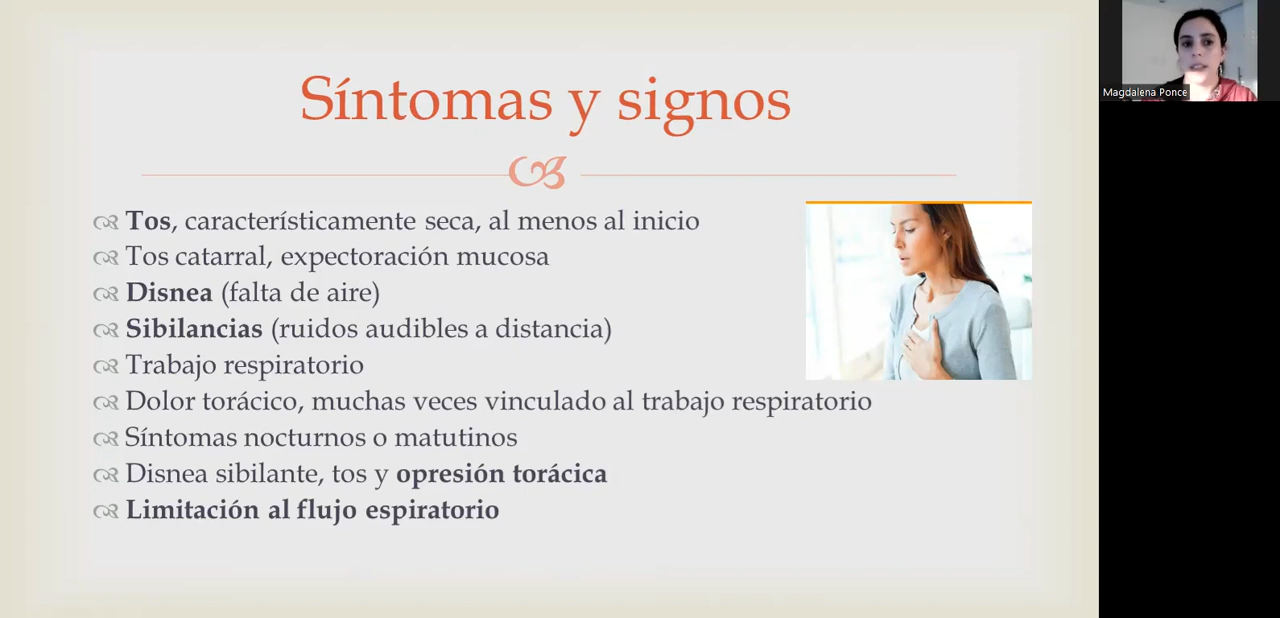 Síntomas y signos
Tos, característicamente seca, al menos al inicio
Tos catarral, expectoración mucosa
Disnea (falta de aire)
Sibilancias (ruidos audibles a distancia)
Trabajo respiratorio
Dolor torácico, muchas veces vinculado al trabajo respiratorio
Síntomas nocturnos o matutinos
Disnea sibilante, tos y opresión torácica
Limitación al flujo espiratorio
Magdalena Ponce